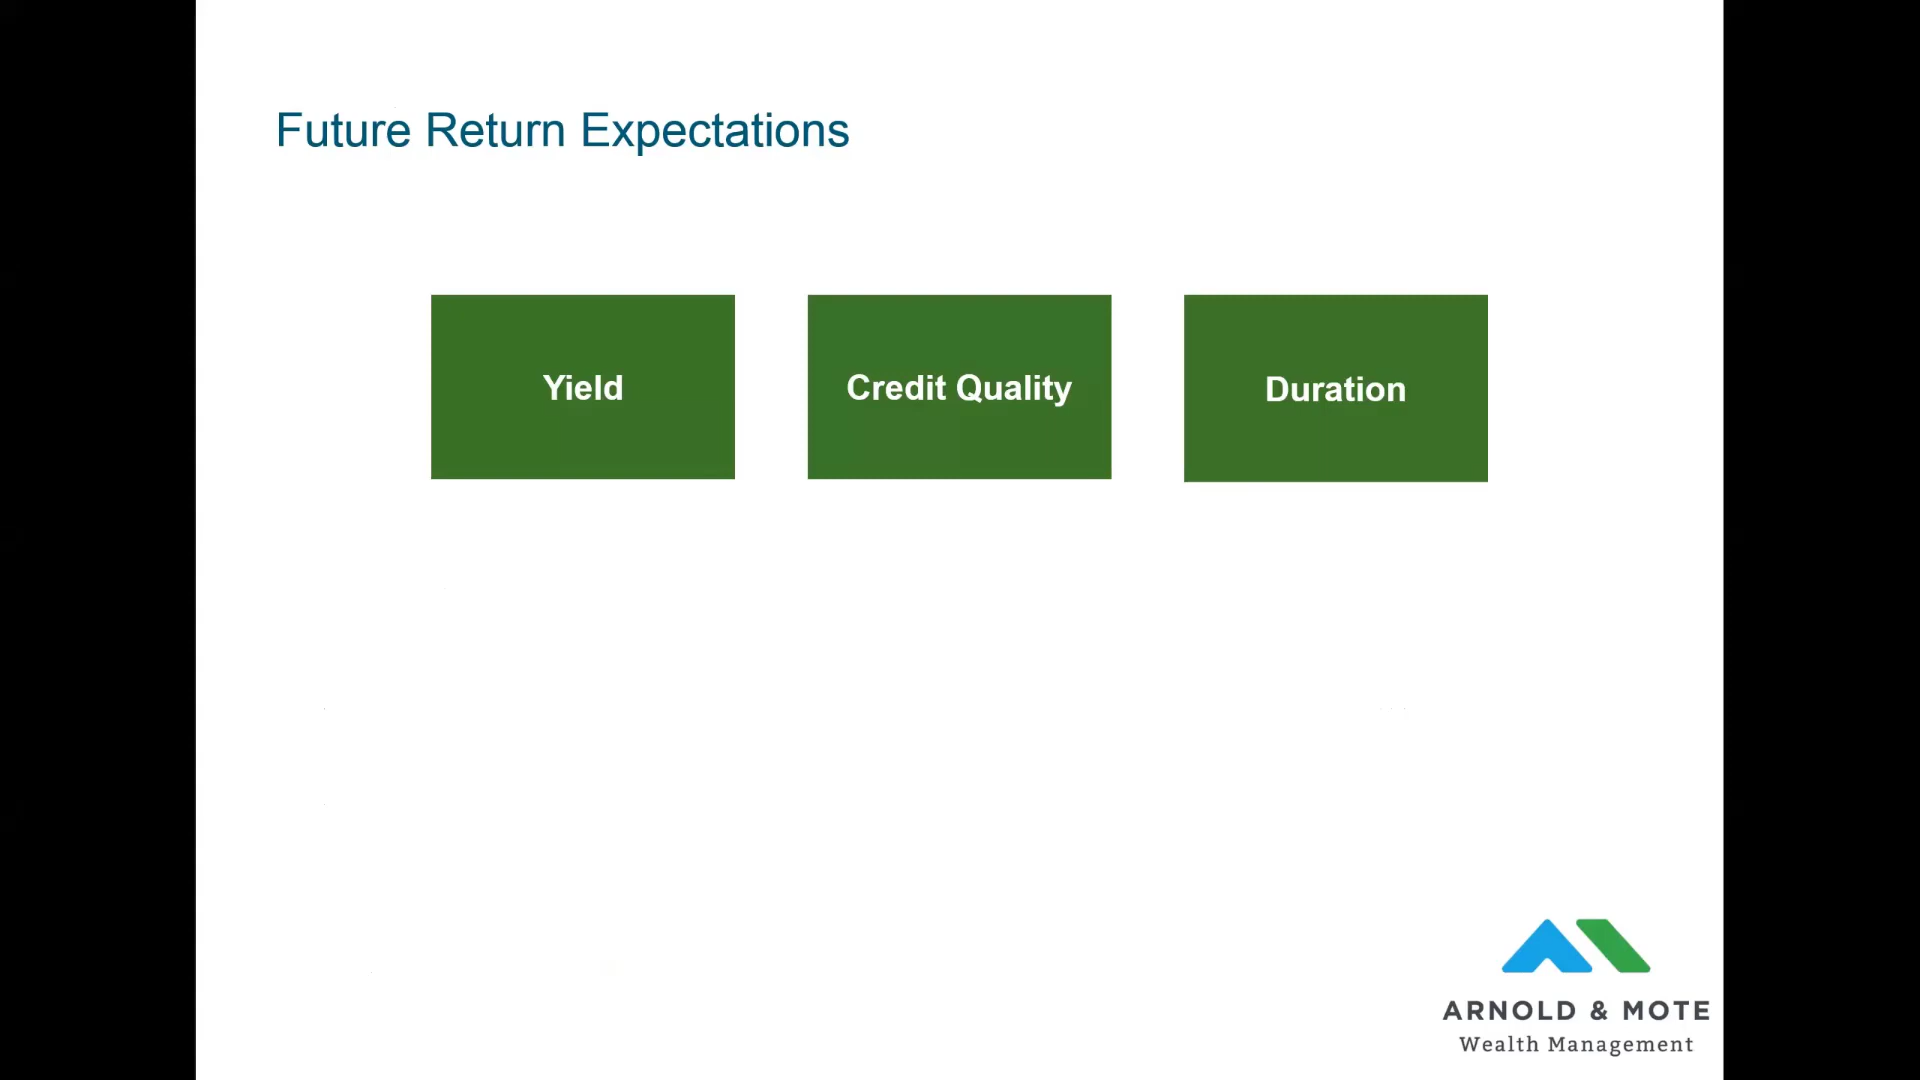 Future Return Expectations
Yield
Credit Quality
Duration
ARNOLD & MOTE
Wealth Management